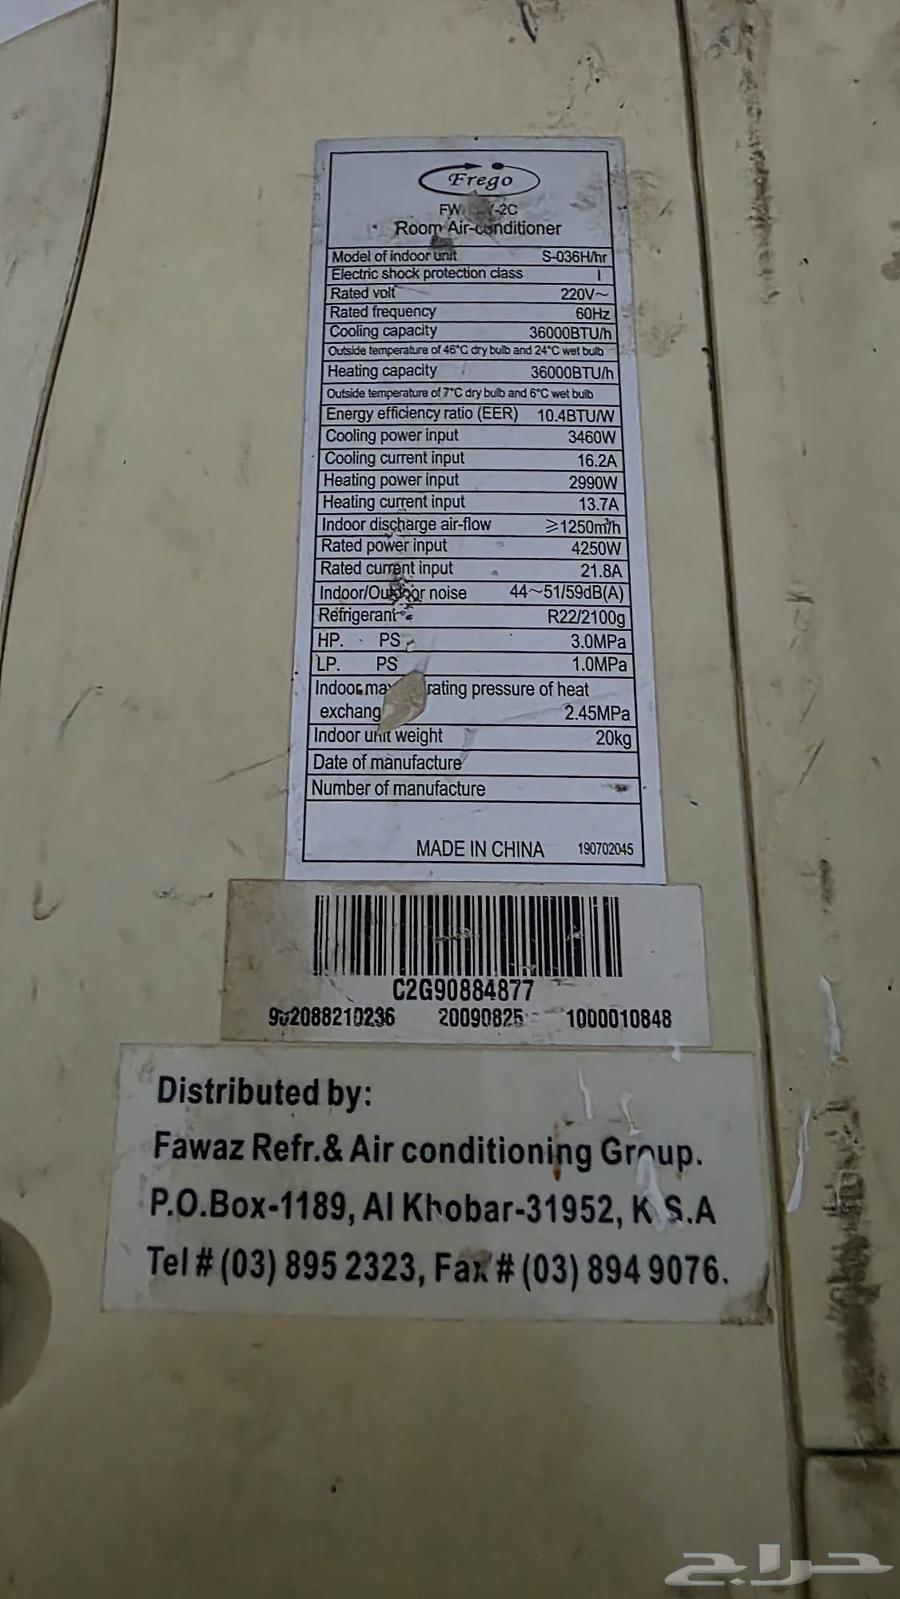 Frego
Room Air-conditioner
Model of indoor unit S-036H/hr
Electric shock protection class I
Rated volt 220V~
Rated frequency 60Hz
Cooling capacity 36000BTU/h
Outside temperature of 46°C dry bulb and 24°C wet bulb
Heating capacity 36000BTU/h
Outside temperature of 7°C dry bulb and 6°C wet bulb
Energy efficiency ratio (EER) 10.4BTU/W
Cooling power input 3460W
Cooling current input 16.2A
Heating power input 2990W
Heating current input 13.7A
Indoor discharge air-flow ≥1250m³/h
Rated power input 4250W
Rated current input 21.8A
Indoor/Outdoor noise 44~51/59dB(A)
Refrigerant R22/2100g
HP. PS 3.0MPa
LP. PS 1.0MPa
Indoor pressure of heat
2.45MPa
Indoor unit weight 20kg
Date of manufacture
Number of manufacture
MADE IN CHINA 190702045
C2G90884877
20090825 1000010848
Distributed by:
Fawaz Refr.& Air conditioning Group.
P.O.Box-1189, Al Khobar-31952, K.S.A
Tel # (03) 895 2323, Fax # (03) 894 9076.
حراج